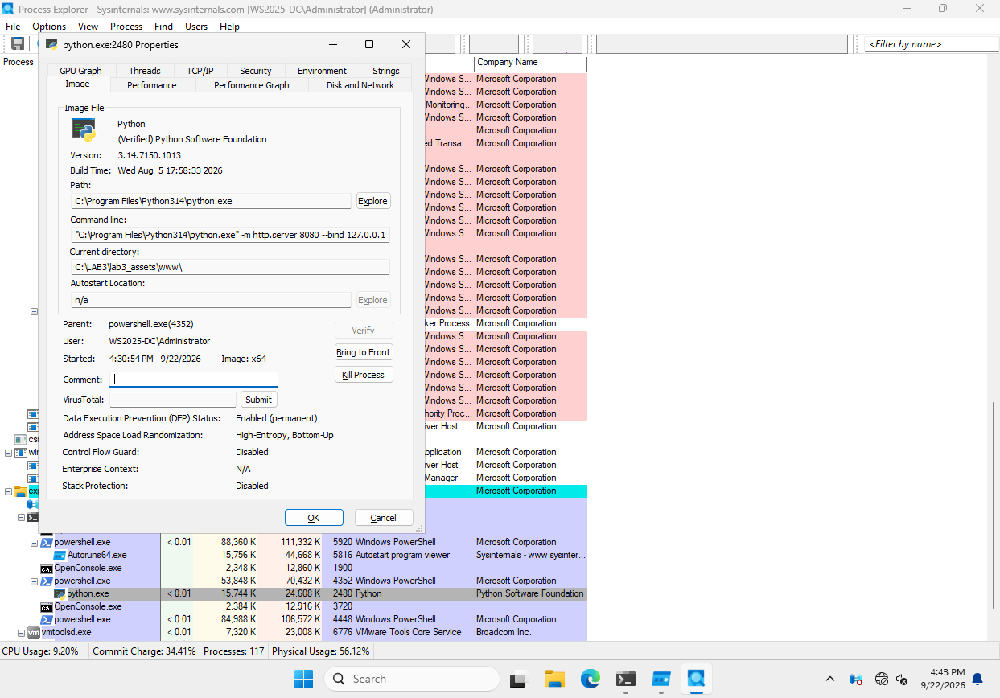 Process Explorer - Sysinternals: www.sysinternals.com [WS2025-DC\Administrator] (Administrator)
File Options View Process Find Users Help
<Filter by name>
python.exe:2480 Properties
Process
Company Name
GPU Graph Threads TCP/IP Security Environment Strings
Image Performance Performance Graph Disk and Network
Image File
Python
(Verified) Python Software Foundation
Version: 3.14.7150.1013
Build Time: Wed Aug 5 17:58:33 2026
Path:
C:\Program Files\Python314\python.exe Explore
Command line:
"C:\Program Files\Python314\python.exe" -m http.server 8080 --bind 127.0.0.1
Current directory:
C:\LAB3\lab3_assets\www\
Autostart Location:
n/a Explore
Parent: powershell.exe(4352) Verify
User: WS2025-DC\Administrator
Started: 4:30:54 PM 9/22/2026 Image: x64
Bring to Front
Comment:
Kill Process
VirusTotal: Submit
Data Execution Prevention (DEP) Status: Enabled (permanent)
Address Space Load Randomization: High-Entropy, Bottom-Up
Control Flow Guard: Disabled
Enterprise Context: N/A
Stack Protection: Disabled
OK Cancel
Windows S... Microsoft Corporation
Windows S... Microsoft Corporation
Monitoring... Microsoft Corporation
Windows S... Microsoft Corporation
Microsoft Corporation
ed Transa... Microsoft Corporation
Windows S... Microsoft Corporation
Windows S... Microsoft Corporation
Windows S... Microsoft Corporation
Windows S... Microsoft Corporation
Windows S... Microsoft Corporation
Windows S... Microsoft Corporation
Windows S... Microsoft Corporation
Windows S... Microsoft Corporation
Windows S... Microsoft Corporation
Windows S... Microsoft Corporation
Windows S... Microsoft Corporation
Windows S... Microsoft Corporation
ker Process Microsoft Corporation
Windows S... Microsoft Corporation
Windows S... Microsoft Corporation
Windows S... Microsoft Corporation
Windows S... Microsoft Corporation
Windows S... Microsoft Corporation
Windows S... Microsoft Corporation
hority Proc... Microsoft Corporation
iver Host Microsoft Corporation
csr
win pplication Microsoft Corporation
iver Host Microsoft Corporation
Manager Microsoft Corporation
exp Microsoft Corporation
powershell.exe < 0.01 88,360 K 111,332 K 5920 Windows PowerShell Microsoft Corporation
Autoruns64.exe 15,756 K 44,668 K 5816 Autostart program viewer Sysinternals - www.sysinter...
OpenConsole.exe 2,348 K 12,860 K 1900
powershell.exe 53,848 K 70,432 K 4352 Windows PowerShell Microsoft Corporation
python.exe < 0.01 15,744 K 24,608 K 2480 Python Python Software Foundation
OpenConsole.exe 2,384 K 12,916 K 3720
powershell.exe < 0.01 84,988 K 106,572 K 4448 Windows PowerShell Microsoft Corporation
vmtoolsd.exe < 0.01 7,320 K 23,008 K 6776 VMware Tools Core Service Broadcom Inc.
CPU Usage: 9.20% Commit Charge: 34.41% Processes: 117 Physical Usage: 56.12%
Search
4:43 PM
9/22/2026